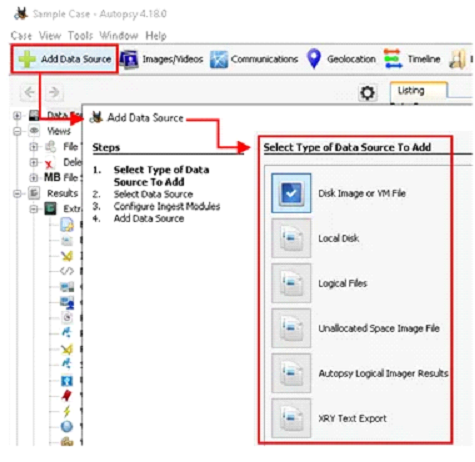 Sample Case - Autopsy 4.18.0
Case View Tools Window Help
Add Data Source Images/Videos Communications Geolocation Timeline
Listing
Add Data Source
Views
File
Dele
MB File
Results
Extr
Steps
1. Select Type of Data Source To Add
2. Select Data Source
3. Configure Ingest Modules
4. Add Data Source
Select Type of Data Source To Add
Disk Image or VM File
Local Disk
Logical Files
Unallocated Space Image File
Autopsy Logical Imager Results
XRY Text Export